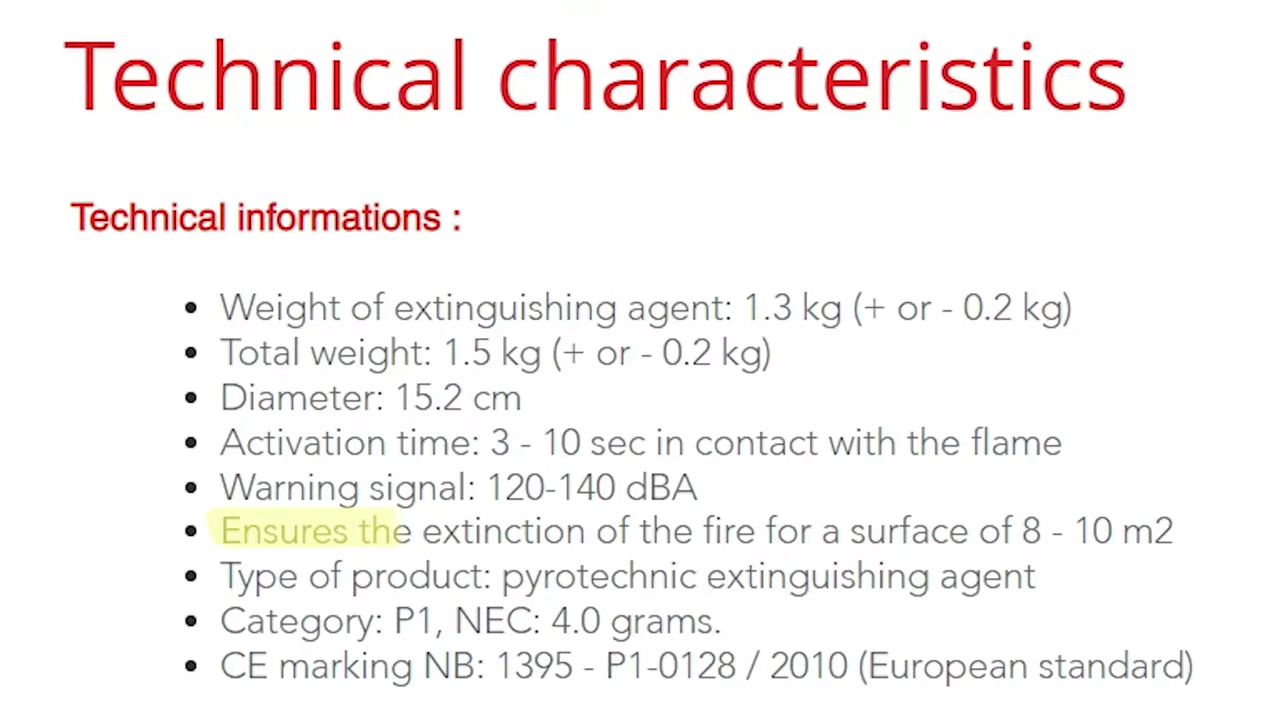 Technical characteristics
Technical informations :
• Weight of extinguishing agent: 1.3 kg (+ or - 0.2 kg)
• Total weight: 1.5 kg (+ or - 0.2 kg)
• Diameter: 15.2 cm
• Activation time: 3 - 10 sec in contact with the flame
• Warning signal: 120-140 dBA
• Ensures the extinction of the fire for a surface of 8 - 10 m2
• Type of product: pyrotechnic extinguishing agent
• Category: P1, NEC: 4.0 grams.
• CE marking NB: 1395 - P1-0128 / 2010 (European standard)